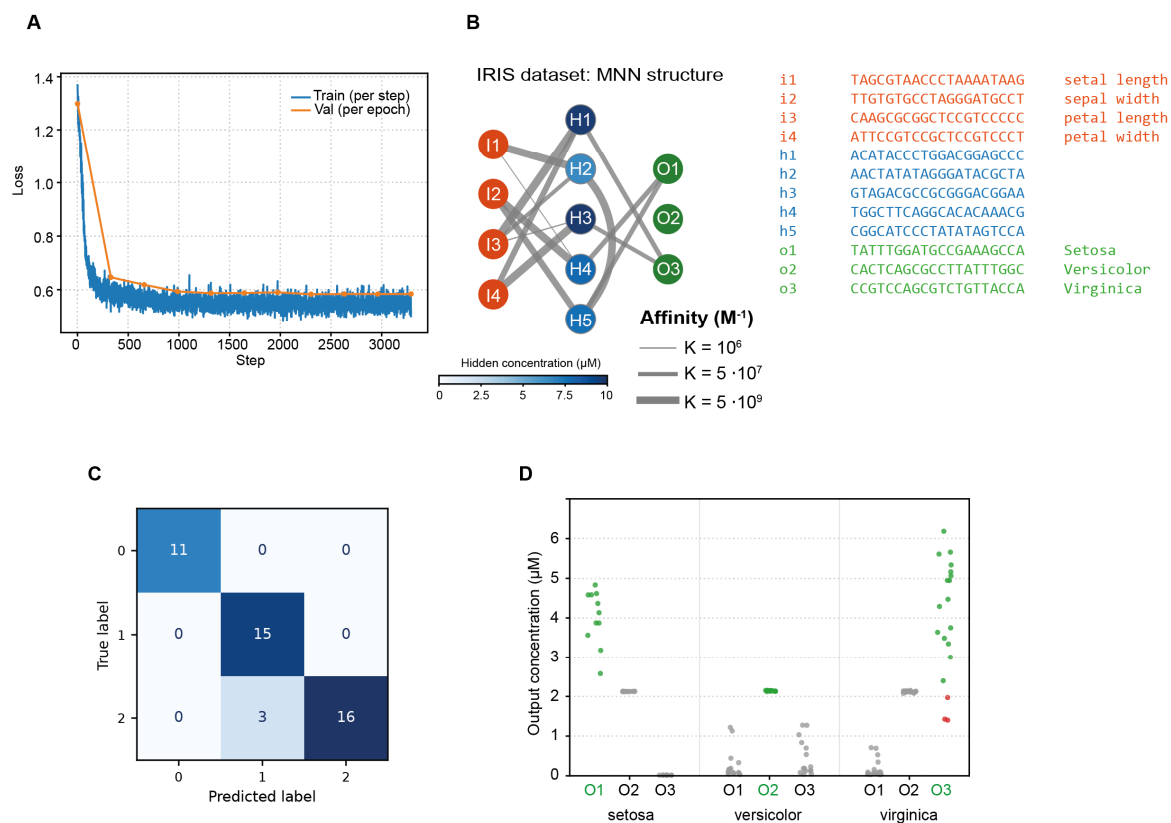 A
1.4
1.2
1.0
0.8
0.6
Loss
0
500
1000
1500
2000
2500
3000
Step
Train (per step)
Val (per epoch)
B
IRIS dataset: MNN structure
I1
I2
I3
I4
H1
H2
H3
H4
H5
O1
O2
O3
Hidden concentration (µM)
0
2.5
5
7.5
10
Affinity (M⁻¹)
K = 10⁶
K = 5 ·10⁷
K = 5 ·10⁹
i1 TAGCGTAACCCTAAAATAAG setal length
i2 TTGTGTGCCTAGGGATGCCT sepal width
i3 CAAGCGCGGCTCCGTCCCCC petal length
i4 ATTCCGTCCGCTCCGTCCCT petal width
h1 ACATACCCTGGACGGAGCCC
h2 AACTATATAGGGATACGCTA
h3 GTAGACGCCGCGGGACGGAA
h4 TGGCTTCAGGCACACAAACG
h5 CGGCATCCCTATATAGTCCA
o1 TATTTGGATGCCGAAAGCCA Setosa
o2 CACTCAGCGCCTTATTTGGC Versicolor
o3 CCGTCCAGCGTCTGTTACCA Virginica
C
True label
0
1
2
11 0 0
0 15 0
0 3 16
0 1 2
Predicted label
D
Output concentration (µM)
6
5
4
3
2
1
0
O1 O2 O3 O1 O2 O3 O1 O2 O3
setosa versicolor virginica